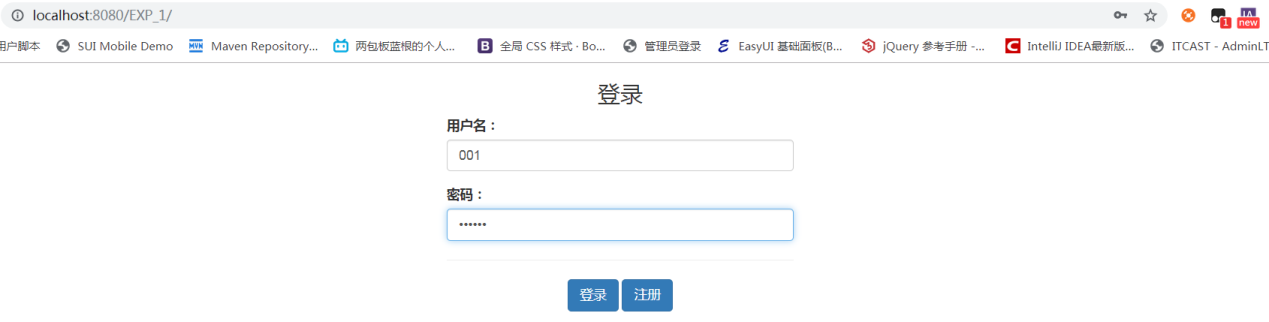 localhost:8080/EXP_1/
用户脚本 SUI Mobile Demo MVN Maven Repository... 两包板蓝根的个人... B 全局 CSS 样式 · Bo... 管理员登录 EasyUI 基础面板(B... jQuery 参考手册 -... C IntelliJ IDEA最新版... ITCAST - AdminLT
1 new
登录
用户名：
001
密码：
••••••
登录 注册